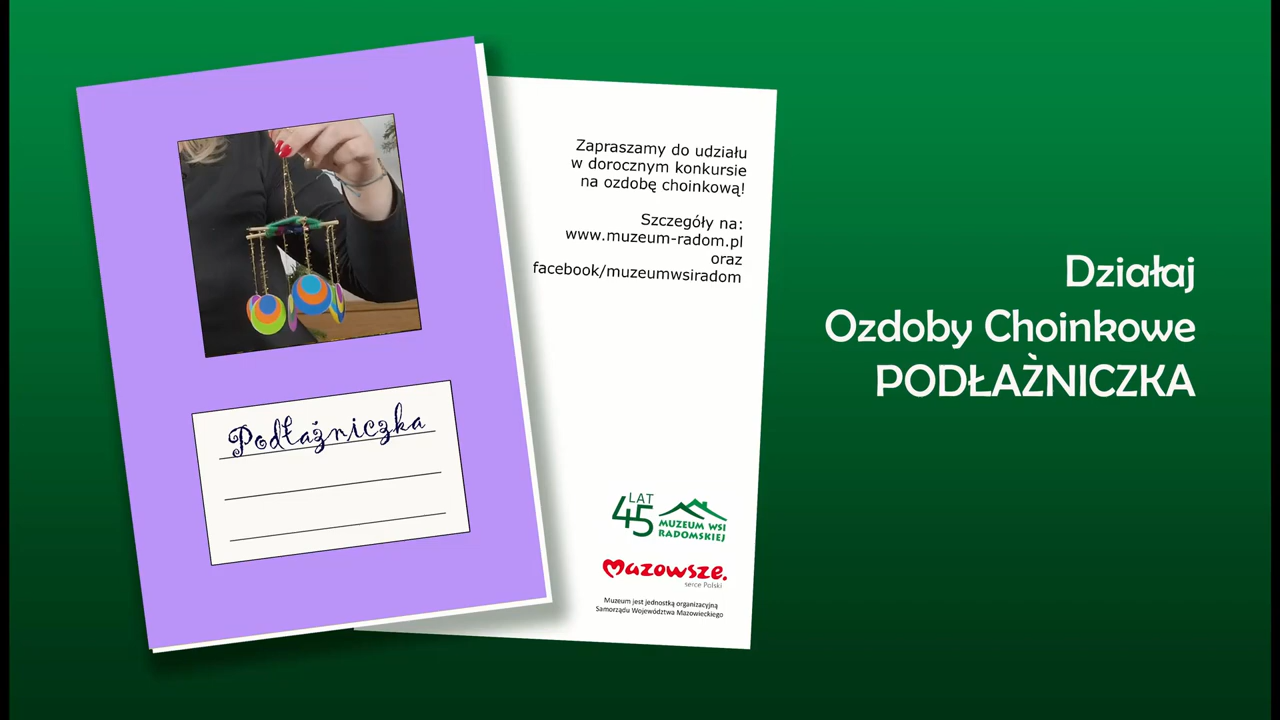 Podłaźniczka
Zapraszamy do udziału
w dorocznym konkursie
na ozdobę choinkową!
Szczegóły na:
www.muzeum-radom.pl
oraz
facebook/muzeumwsiradom
45 LAT
MUZEUM WSI
RADOMSKIEJ
Mazowsze.
serce Polski
Muzeum jest jednostką organizacyjną
Samorządu Województwa Mazowieckiego
Działaj
Ozdoby Choinkowe
PODŁAŻNICZKA